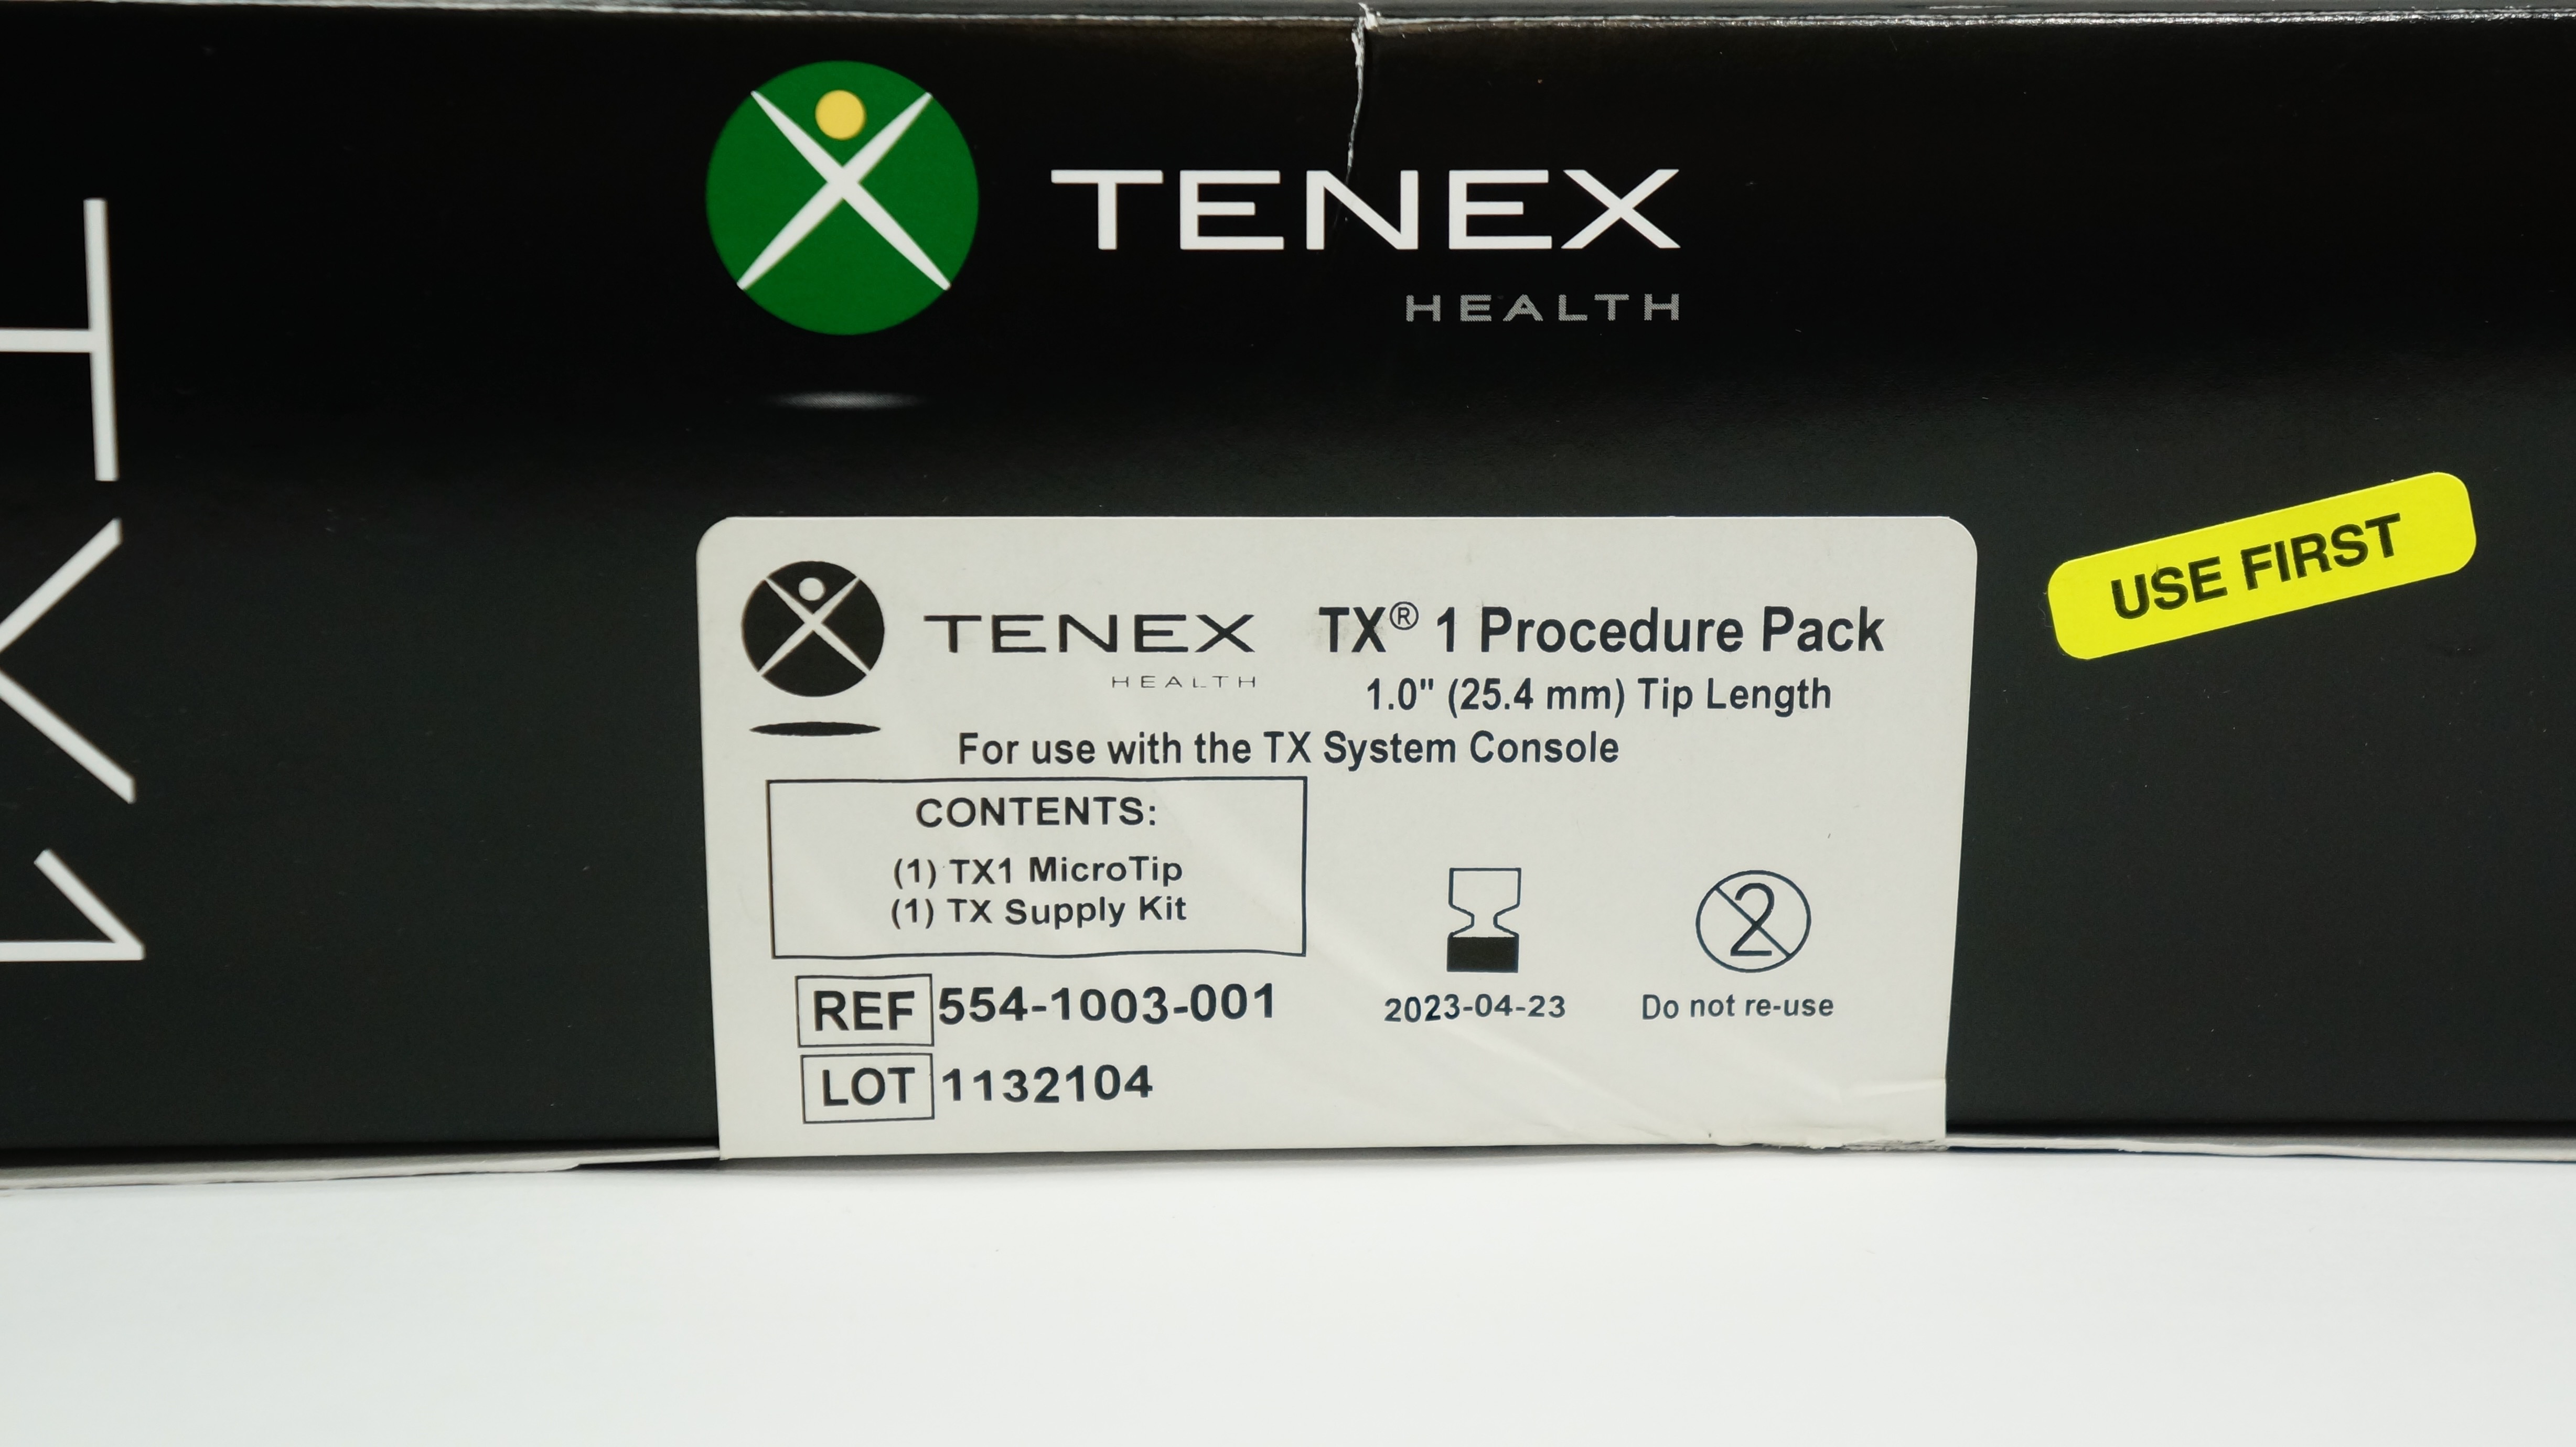 TENEX
HEALTH
TX1
USE FIRST
TENEX
HEALTH
TX® 1 Procedure Pack
1.0" (25.4 mm) Tip Length
For use with the TX System Console
CONTENTS:
(1) TX1 MicroTip
(1) TX Supply Kit
REF 554-1003-001
LOT 1132104
2023-04-23
2
Do not re-use